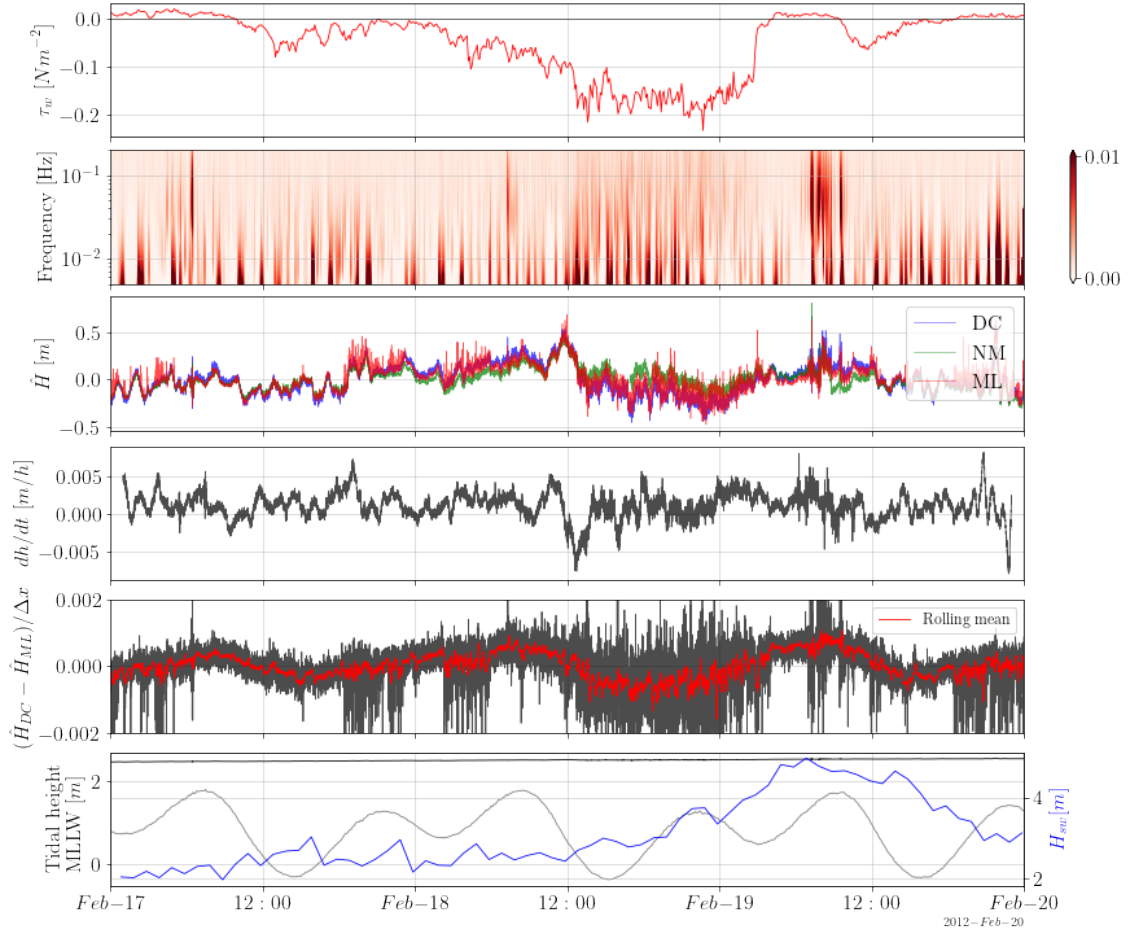 τ_w [Nm⁻²]
0.0
−0.1
−0.2
Frequency [Hz]
10⁻¹
10⁻²
0.01
0.00
Ĥ [m]
0.5
0.0
−0.5
DC
NM
ML
dh/dt [m/h]
0.005
0.000
−0.005
(Ĥ_DC − Ĥ_ML)/Δx
0.002
0.000
−0.002
Rolling mean
Tidal height
MLLW [m]
2
0
4
2
H_sw[m]
Feb−17
12 : 00
Feb−18
12 : 00
Feb−19
12 : 00
Feb−20
2012−Feb−20